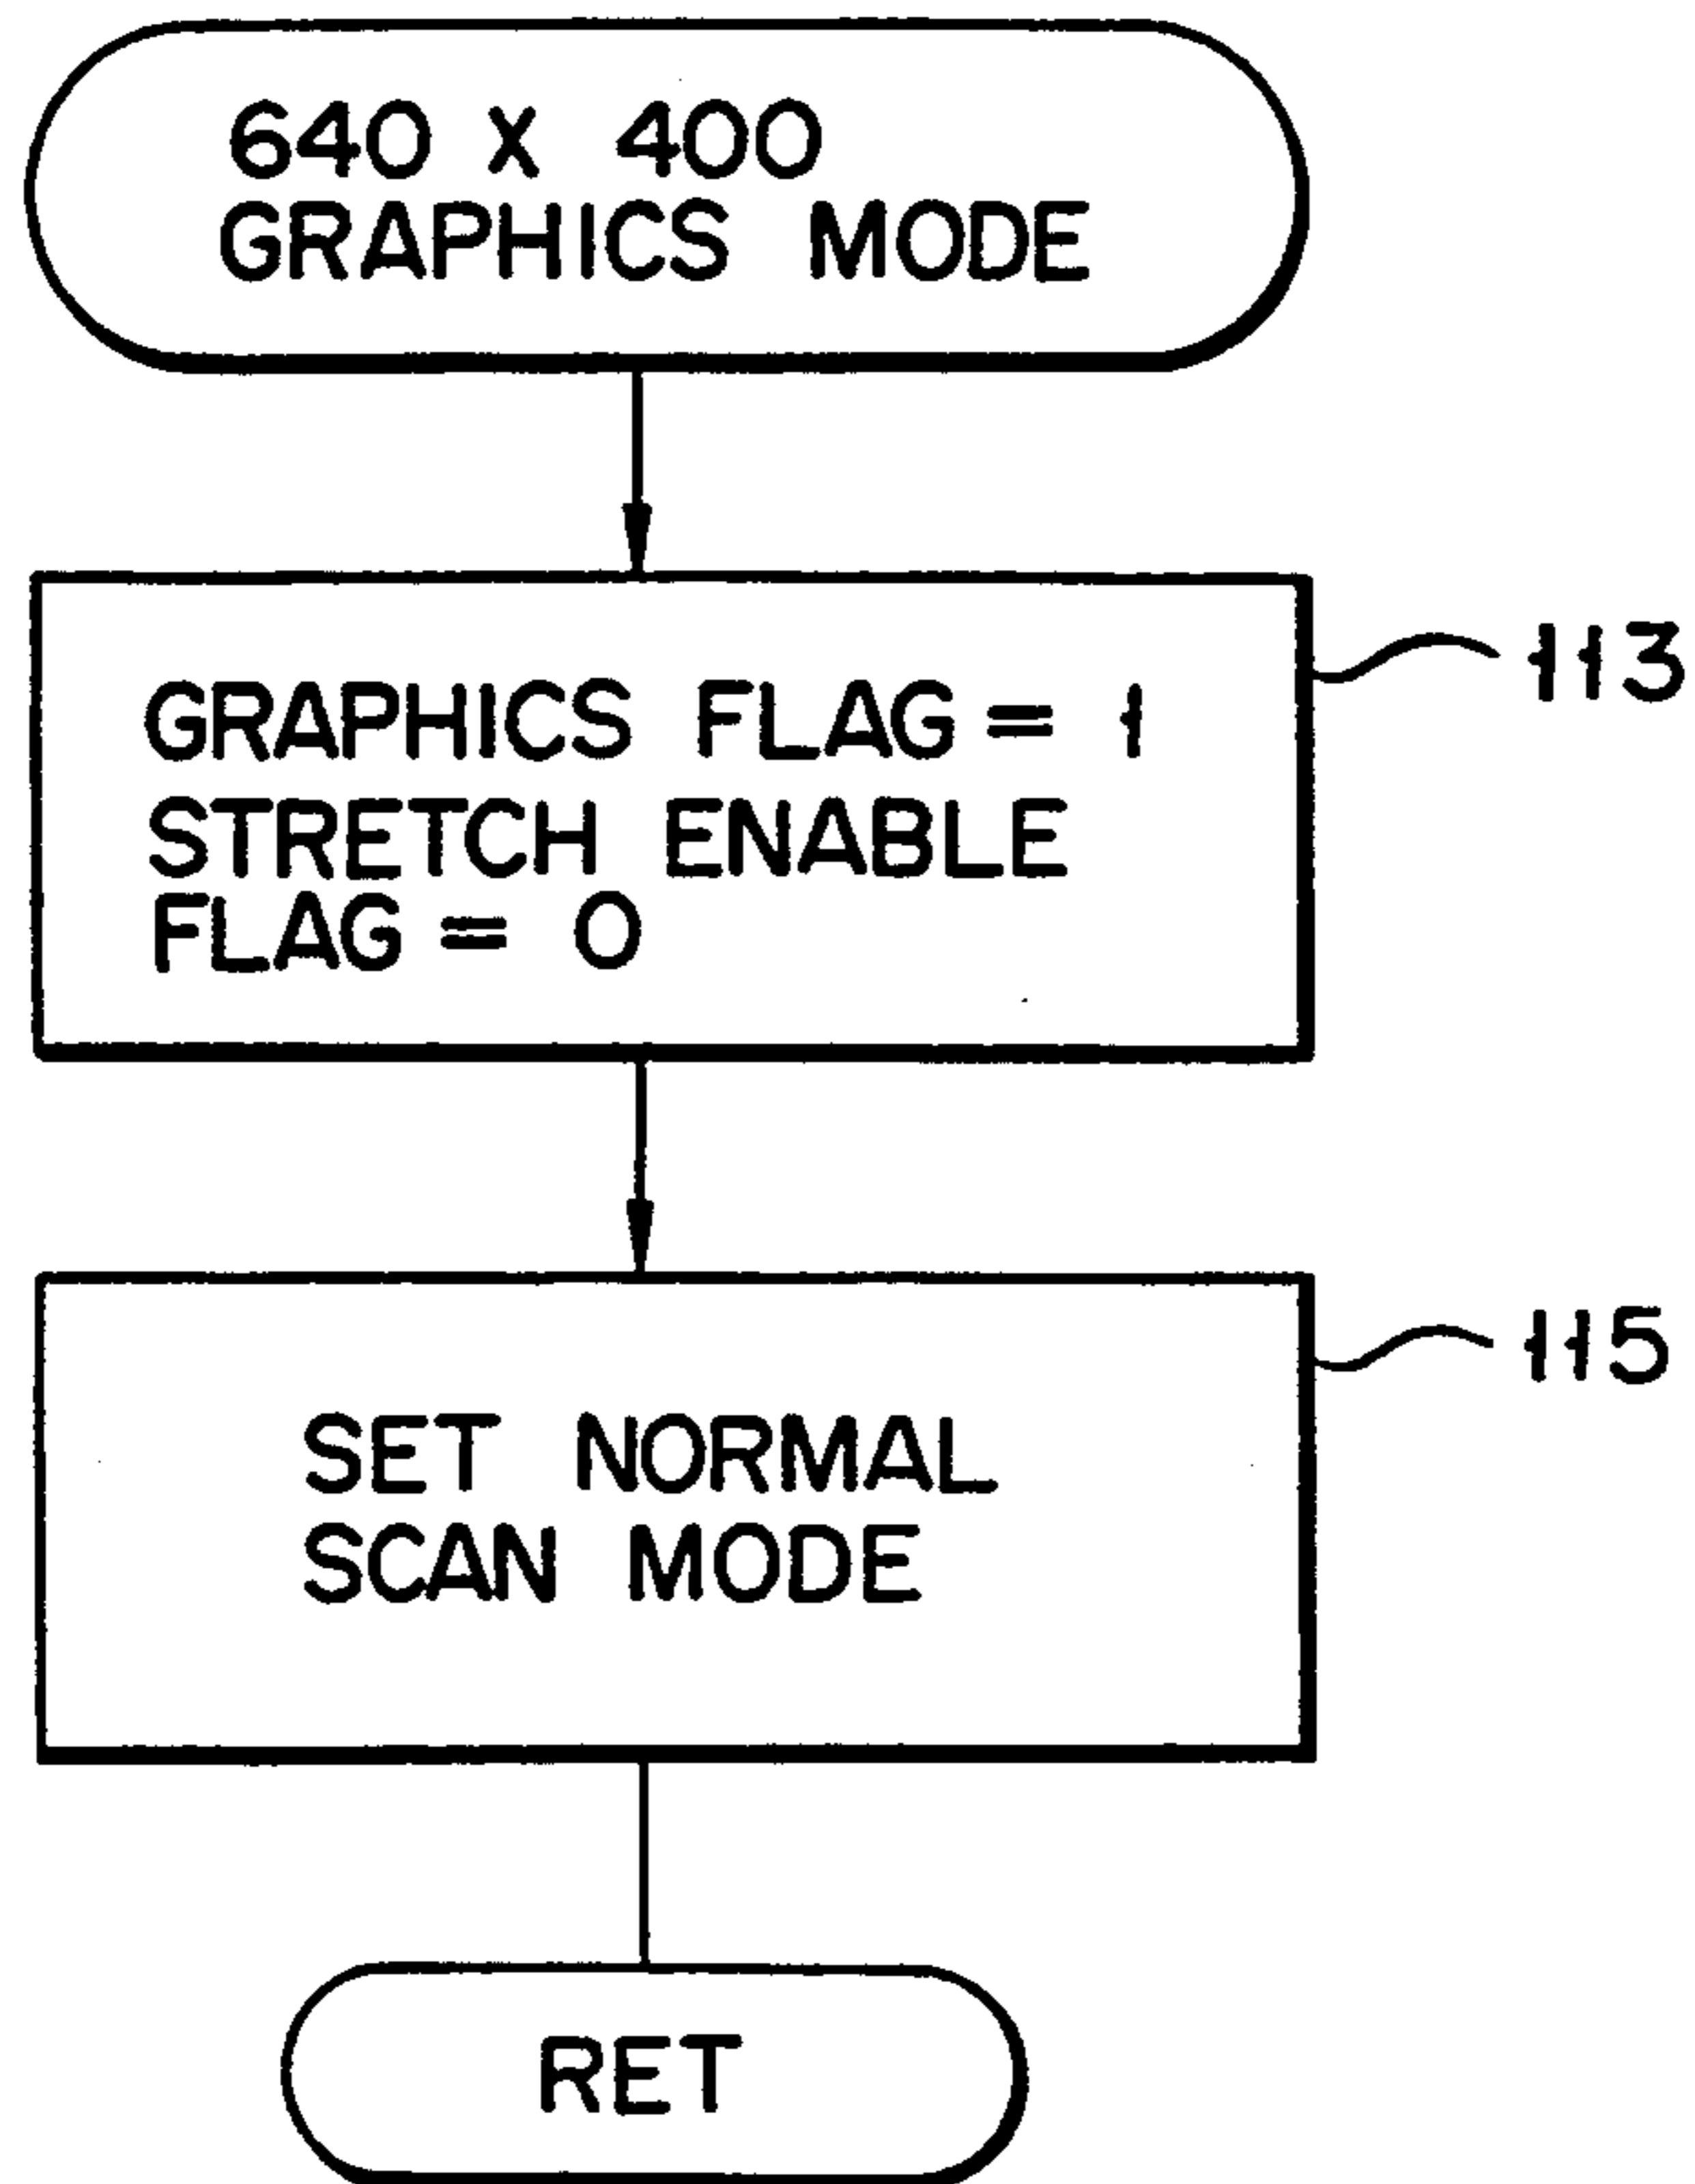 640 x 400
GRAPHICS MODE
GRAPHICS FLAG = 1
STRETCH ENABLE
FLAG = 0
113
SET NORMAL
SCAN MODE
115
RET